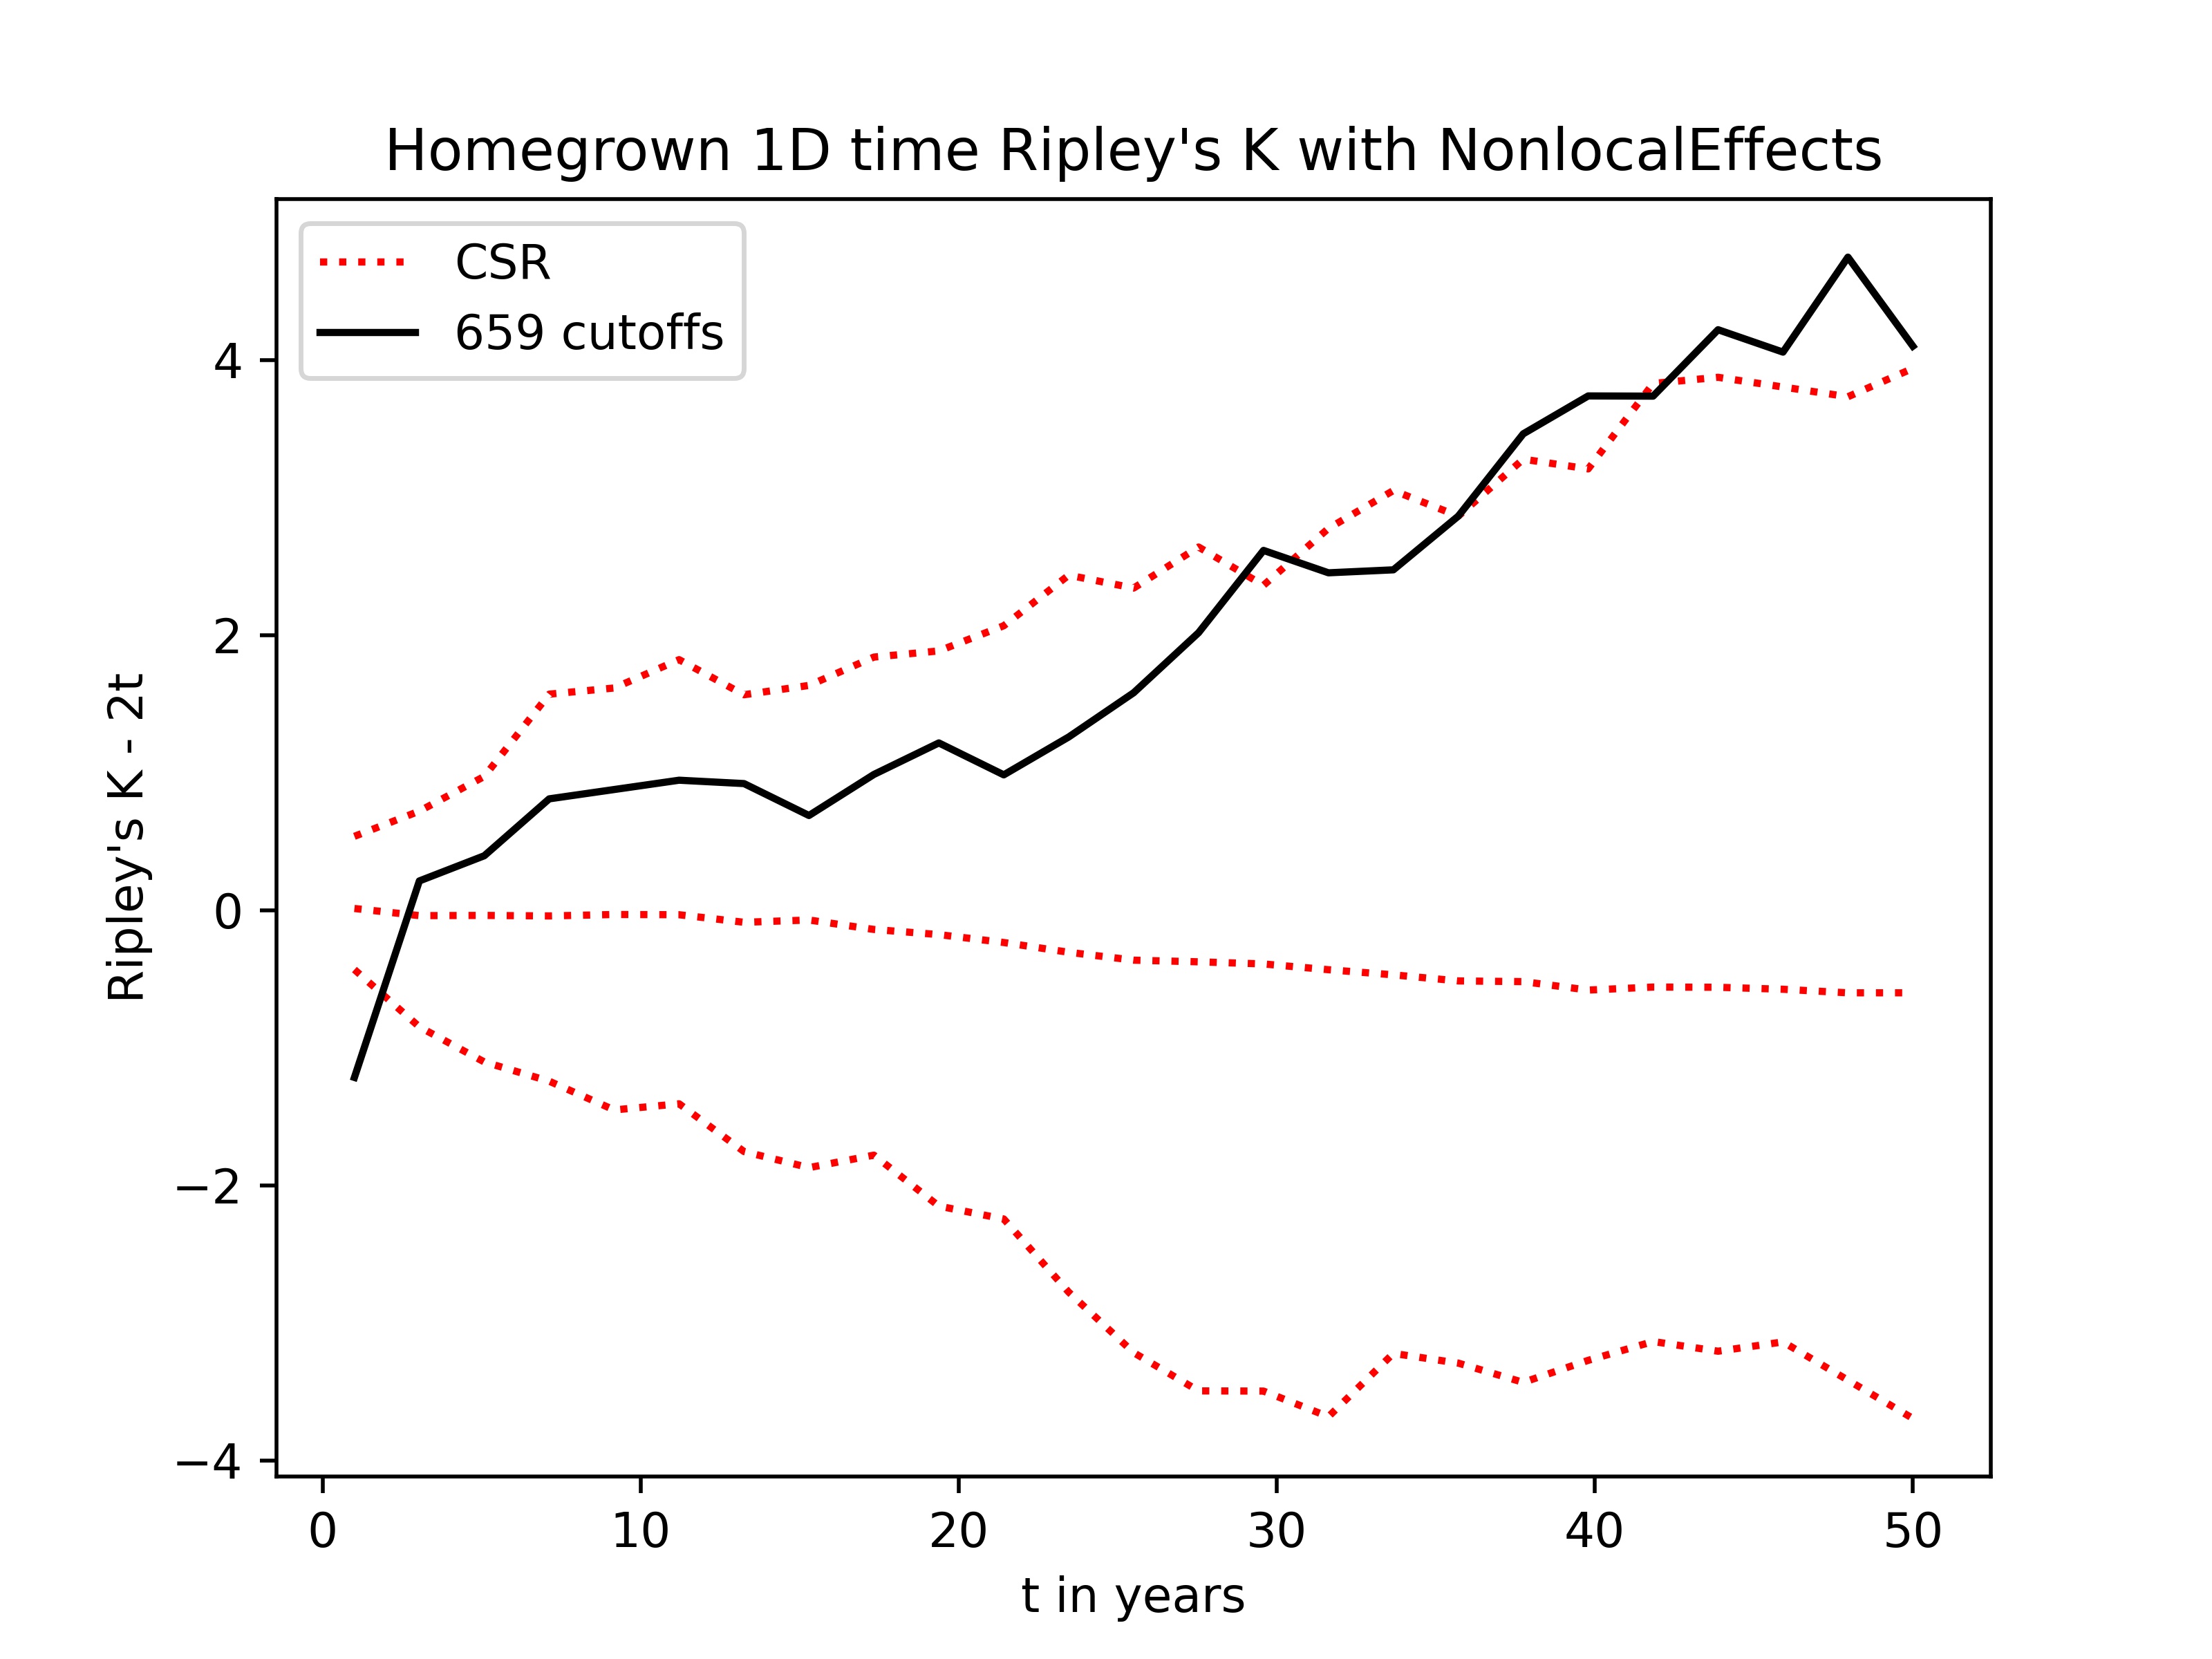 Homegrown 1D time Ripley's K with NonlocalEffects
CSR
659 cutoffs
Ripley's K - 2t
4
2
0
−2
−4
0 10 20 30 40 50
t in years